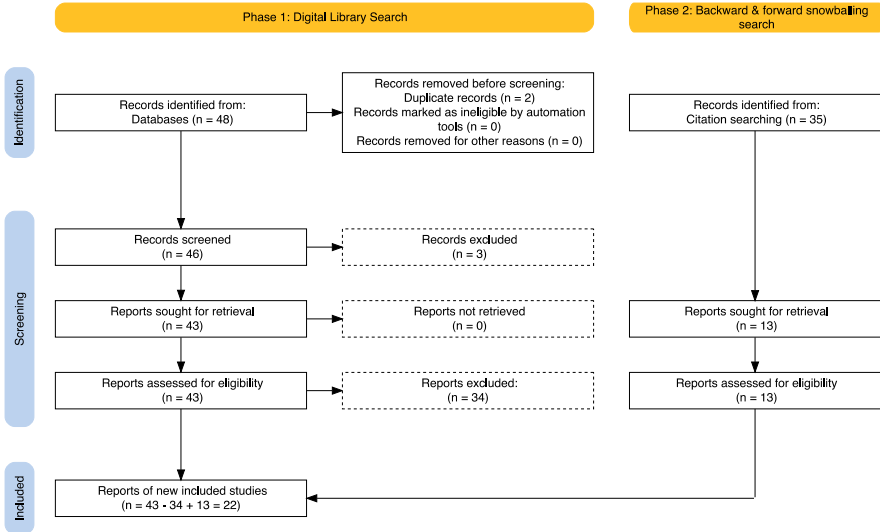 Phase 1: Digital Library Search
Phase 2: Backward & forward snowballing
search
Identification
Records identified from:
Databases (n = 48)
Records removed before screening:
Duplicate records (n = 2)
Records marked as ineligible by automation
tools (n = 0)
Records removed for other reasons (n = 0)
Records identified from:
Citation searching (n = 35)
Screening
Records screened
(n = 46)
Records excluded
(n = 3)
Reports sought for retrieval
(n = 43)
Reports not retrieved
(n = 0)
Reports sought for retrieval
(n = 13)
Reports assessed for eligibility
(n = 43)
Reports excluded:
(n = 34)
Reports assessed for eligibility
(n = 13)
Included
Reports of new included studies
(n = 43 - 34 + 13 = 22)